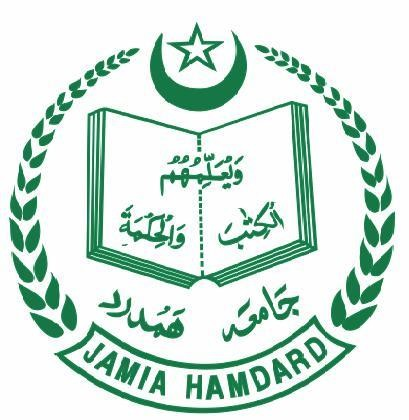 وَيُعَلِّمُهُمُ
الْكِتٰبَ وَالْحِكْمَةَ
جامعہ ہمدرد
JAMIA HAMDARD